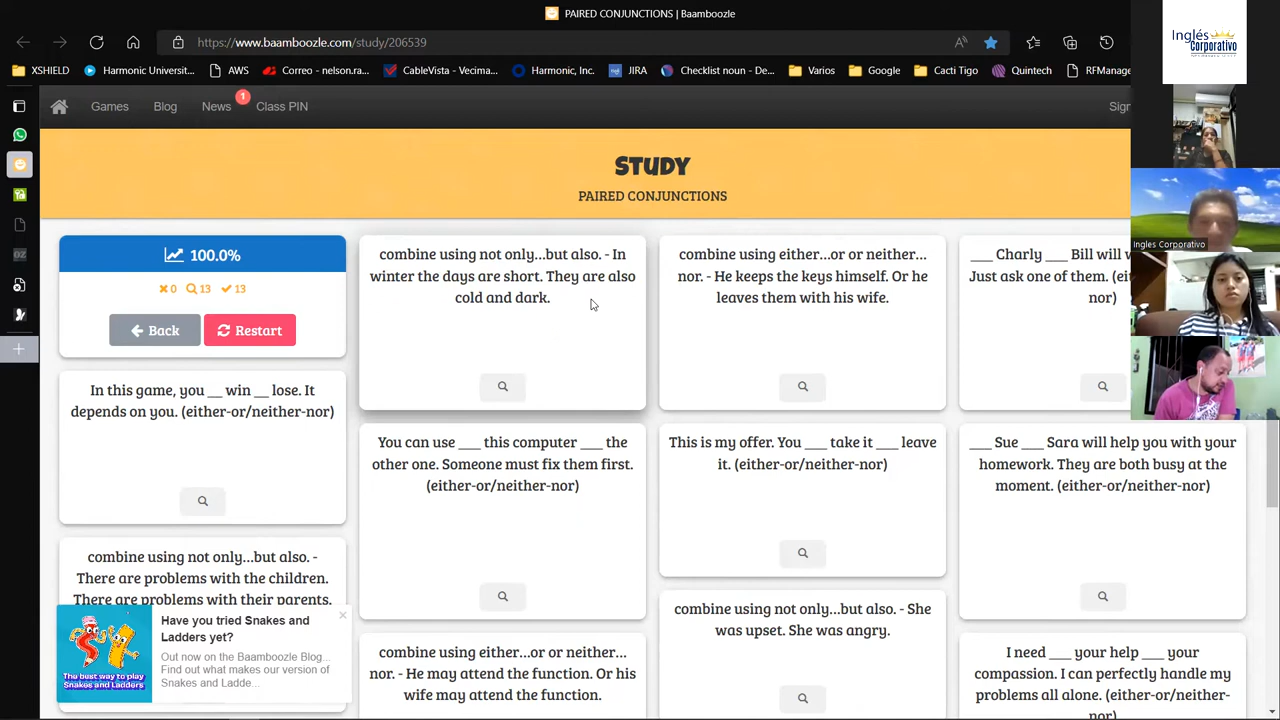 PAIRED CONJUNCTIONS | Baamboozle
https://www.baamboozle.com/study/206539
XSHIELD
Harmonic Universit...
AWS
Correo - nelson.ra...
CableVista - Vecima...
Harmonic, Inc.
JIRA
Checklist noun - De...
Varios
Google
Cacti Tigo
Quintech
RFManage
Inglés
Corporativo
Games
Blog
News
1
Class PIN
Sign
STUDY
PAIRED CONJUNCTIONS
100.0%
0
13
13
Back
Restart
combine using not only...but also. - In
winter the days are short. They are also
cold and dark.
combine using either...or or neither...
nor. - He keeps the keys himself. Or he
leaves them with his wife.
___ Charly ___ Bill will w
Just ask one of them. (eit
nor)
Ingles Corporativo
In this game, you __ win __ lose. It
depends on you. (either-or/neither-nor)
You can use ___ this computer ___ the
other one. Someone must fix them first.
(either-or/neither-nor)
This is my offer. You ___ take it ___ leave
it. (either-or/neither-nor)
___ Sue ___ Sara will help you with your
homework. They are both busy at the
moment. (either-or/neither-nor)
combine using not only...but also. -
There are problems with the children.
There are problems with their parents.
Have you tried Snakes and
Ladders yet?
Out now on the Baamboozle Blog...
Find out what makes our version of
Snakes and Ladde...
The best way to play
Snakes and Ladders
combine using either...or or neither...
nor. - He may attend the function. Or his
wife may attend the function.
combine using not only...but also. - She
was upset. She was angry.
I need ___ your help ___ your
compassion. I can perfectly handle my
problems all alone. (either-or/neither-
nor)